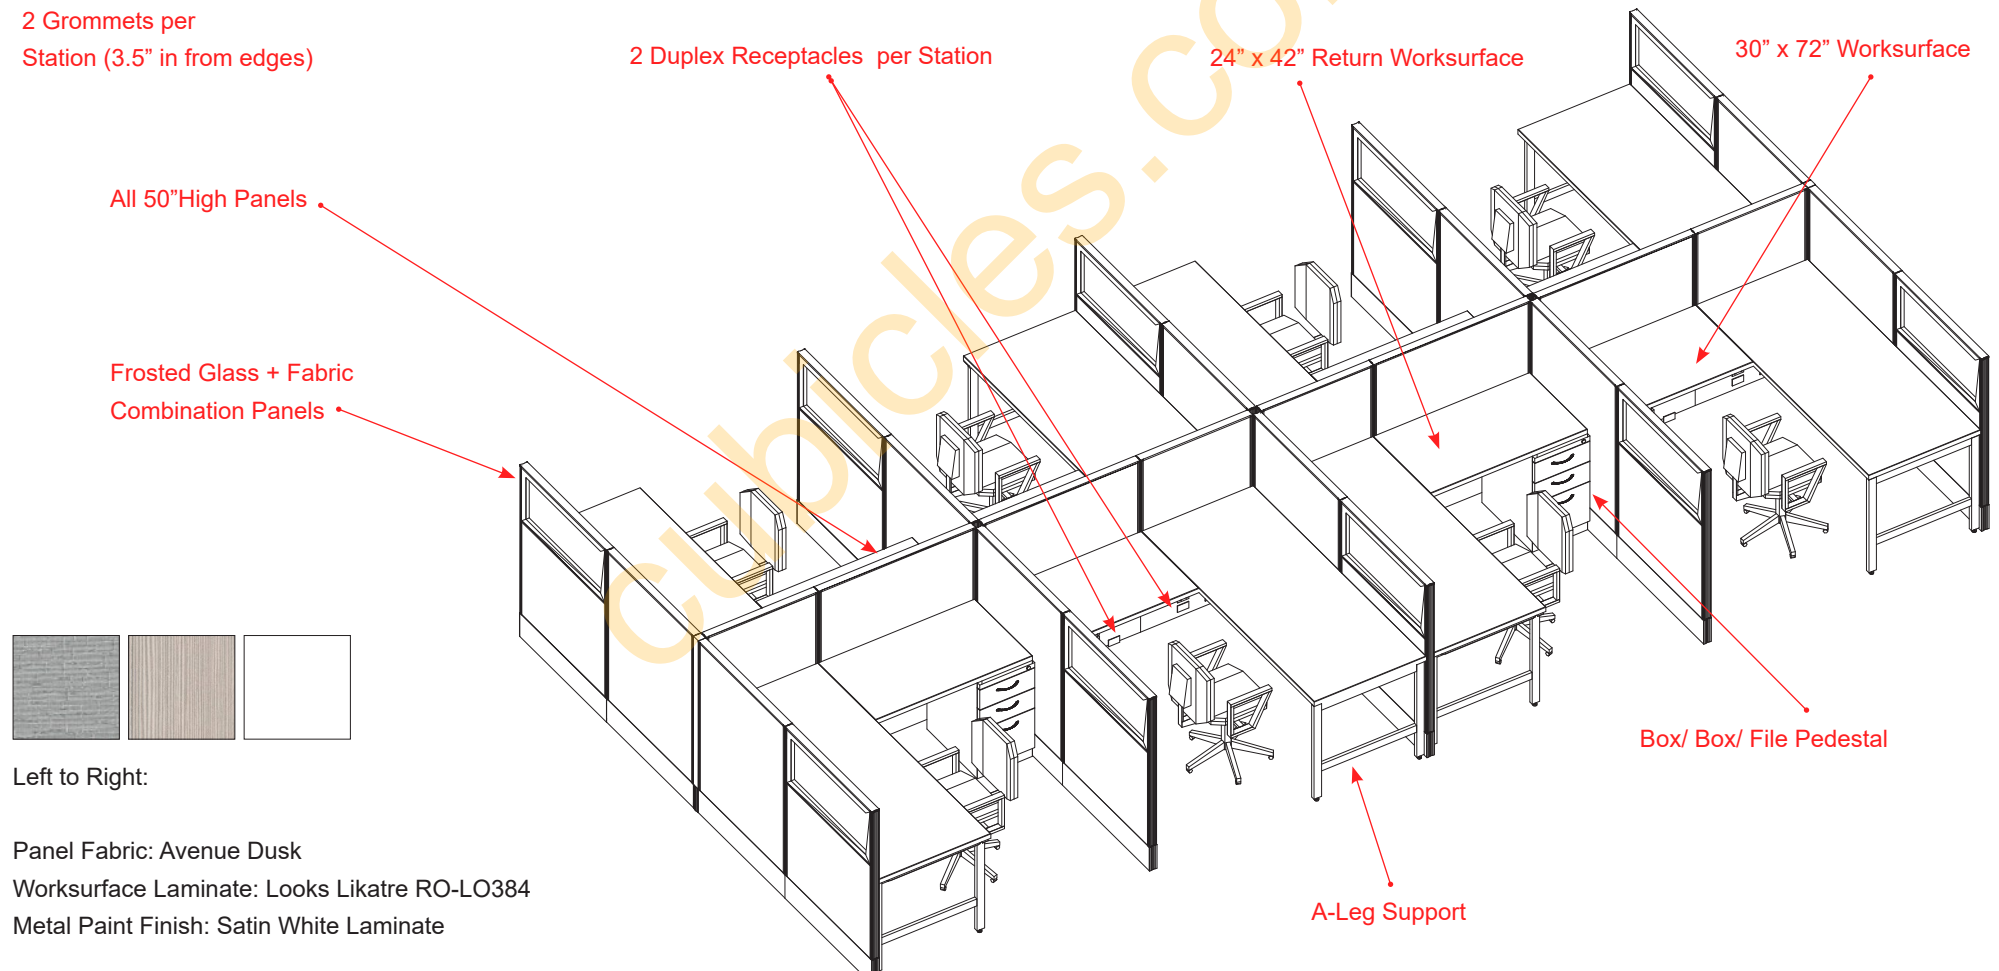 2 Grommets per
Station (3.5” in from edges)
2 Duplex Receptacles  per Station
24” x 42” Return Worksurface
30” x 72” Worksurface
All 50”High Panels
Frosted Glass + Fabric
Combination Panels
cubicles.co
Left to Right:
Panel Fabric: Avenue Dusk
Worksurface Laminate: Looks Likatre RO-LO384
Metal Paint Finish: Satin White Laminate
Box/ Box/ File Pedestal
A-Leg Support